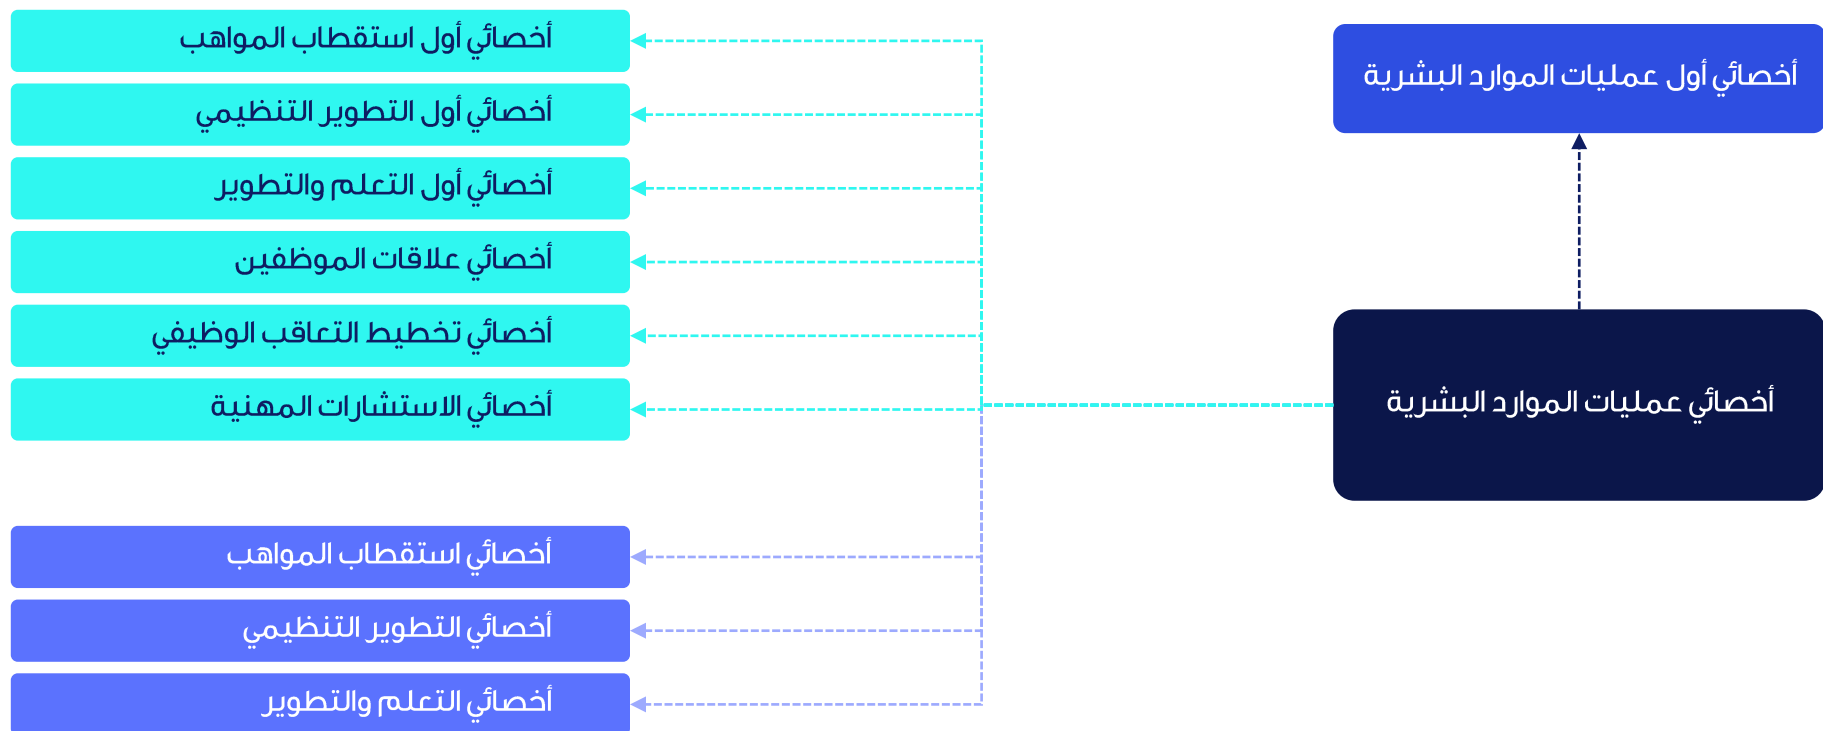 أخصائي أول عمليات الموارد البشرية
أخصائي عمليات الموارد البشرية
أخصائي أول استقطاب المواهب
أخصائي أول التطوير التنظيمي
أخصائي أول التعلم والتطوير
أخصائي علاقات الموظفين
أخصائي تخطيط التعاقب الوظيفي
أخصائي الاستشارات المهنية
أخصائي استقطاب المواهب
أخصائي التطوير التنظيمي
أخصائي التعلم والتطوير